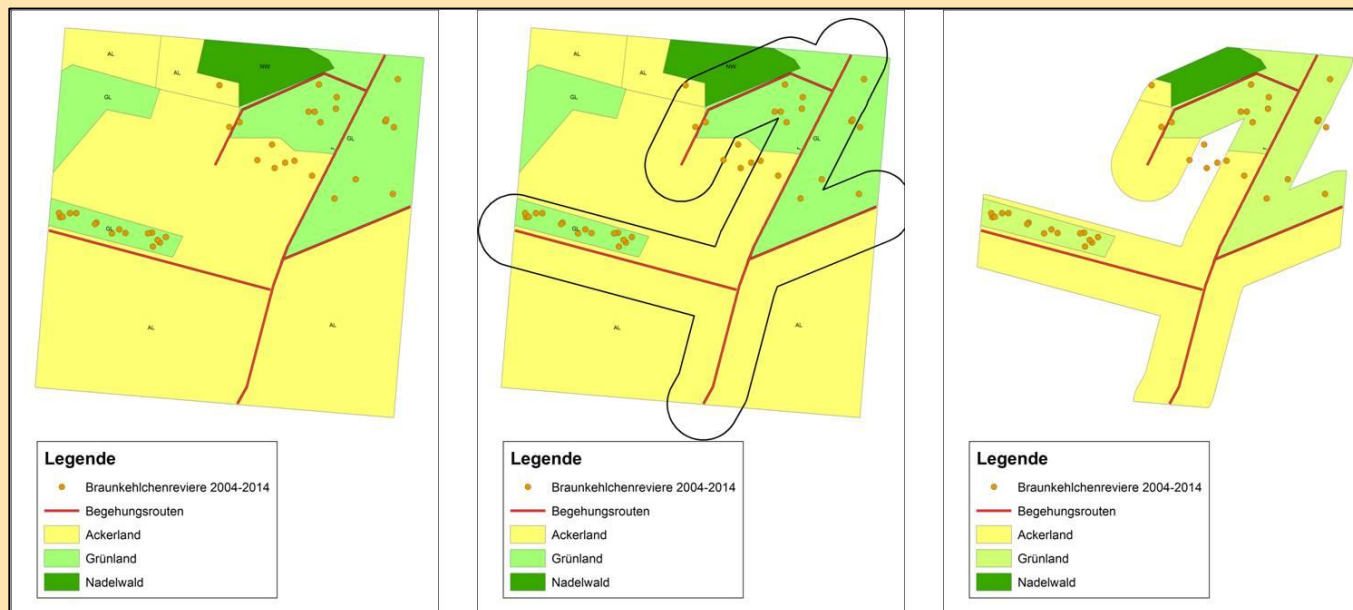 AL
AL
NW
GL
GL
GL
AL
AL
Legende
Braunkehlchenreviere 2004-2014
Begehungsrouten
Ackerland
Grünland
Nadelwald
AL
AL
NW
GL
GL
GL
AL
AL
Legende
Braunkehlchenreviere 2004-2014
Begehungsrouten
Ackerland
Grünland
Nadelwald
Legende
Braunkehlchenreviere 2004-2014
Begehungsrouten
Ackerland
Grünland
Nadelwald